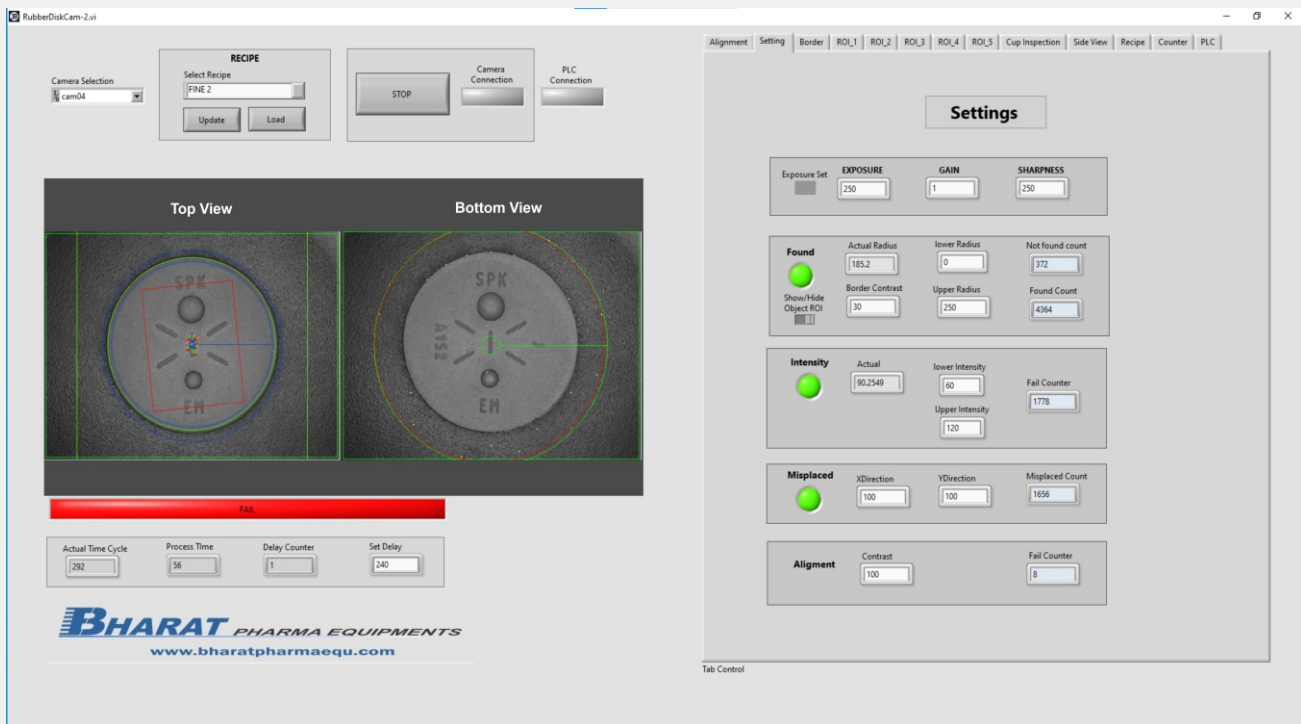 RubberDiskCam-2.vi
Camera Selection
cam04
RECIPE
Select Recipe
FINE 2
Update
Load
STOP
Camera
Connection
PLC
Connection
Top View
Bottom View
SPK
EM
SPK
A152
EM
FAIL
Actual Time Cycle
292
Process TIme
56
Delay Counter
1
Set Delay
240
BHARAT PHARMA EQUIPMENTS
www.bharatpharmaequ.com
Alignment Setting Border ROI_1 ROI_2 ROI_3 ROI_4 ROI_5 Cup Inspection Side View Recipe Counter PLC
Settings
Exposure Set
EXPOSURE
250
GAIN
1
SHARPNESS
250
Found
Show/Hide
Object ROI
Actual Radius
185.2
lower Radius
0
Not found count
372
Border Contrast
30
Upper Radius
250
Found Count
4364
Intensity
Actual
90.2549
lower Intensity
60
Upper Intensity
120
Fail Counter
1778
Misplaced
XDirection
100
YDirection
100
Misplaced Count
1656
Aligment
Contrast
100
Fail Counter
8
Tab Control